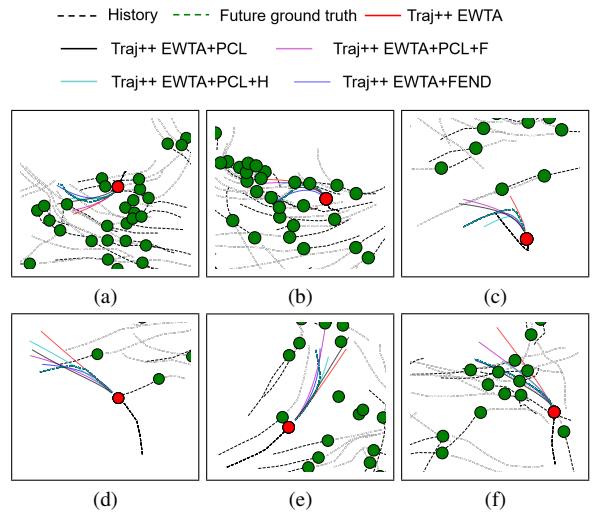 History Future ground truth Traj++ EWTA
Traj++ EWTA+PCL Traj++ EWTA+PCL+F
Traj++ EWTA+PCL+H Traj++ EWTA+FEND
(a) (b) (c)
(d) (e) (f)